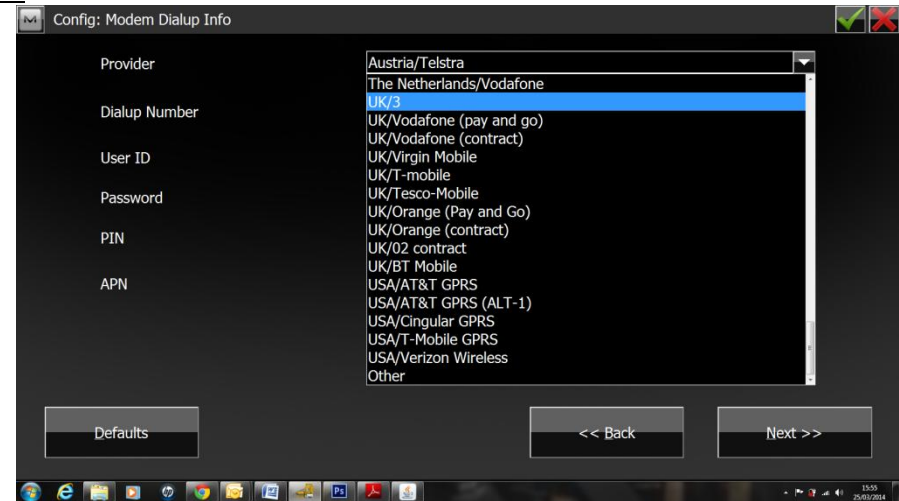 Config: Modem Dialup Info
Provider
Austria/Telstra
The Netherlands/Vodafone
UK/3
Dialup Number
UK/Vodafone (pay and go)
UK/Vodafone (contract)
User ID
UK/Virgin Mobile
UK/T-mobile
Password
UK/Tesco-Mobile
UK/Orange (Pay and Go)
PIN
UK/Orange (contract)
UK/02 contract
UK/BT Mobile
APN
USA/AT&T GPRS
USA/AT&T GPRS (ALT-1)
USA/Cingular GPRS
USA/T-Mobile GPRS
USA/Verizon Wireless
Other
Defaults
<< Back
Next >>
Ps
15:55
25/03/2014